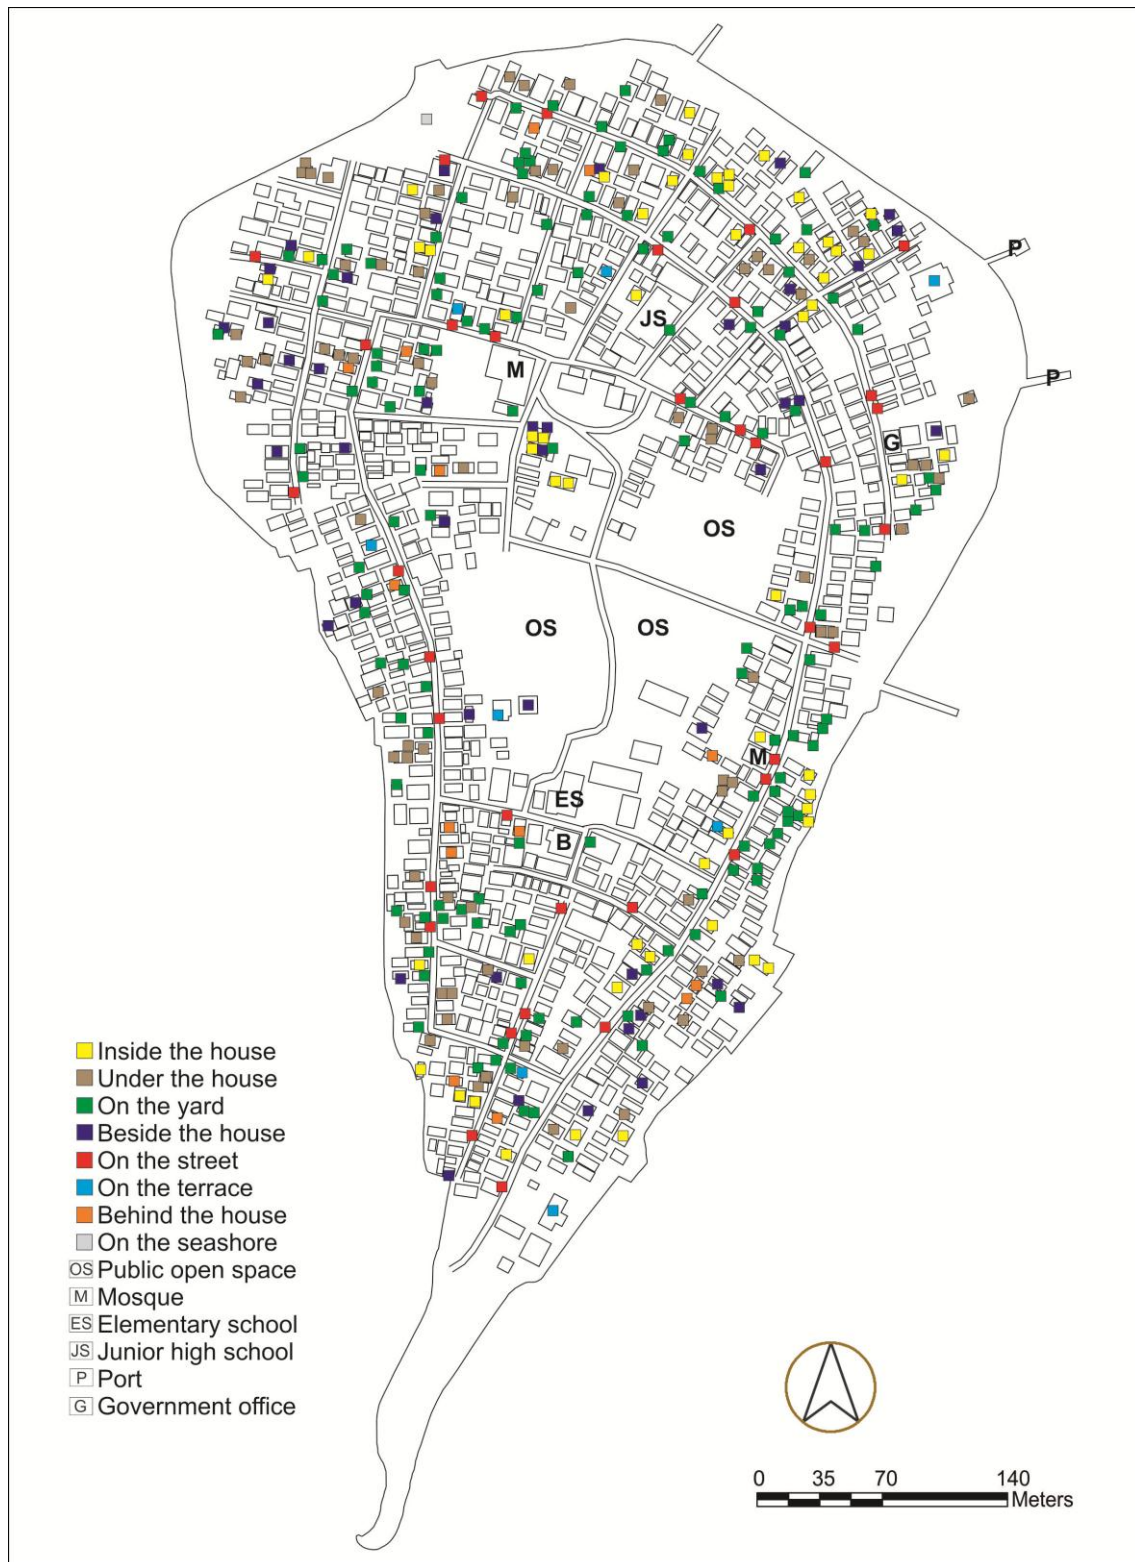 P
JS
M
P
G
OS
OS
OS
M
ES
B
Inside the house
Under the house
On the yard
Beside the house
On the street
On the terrace
Behind the house
On the seashore
OS Public open space
M Mosque
ES Elementary school
JS Junior high school
P Port
G Government office
0 35 70 140
Meters